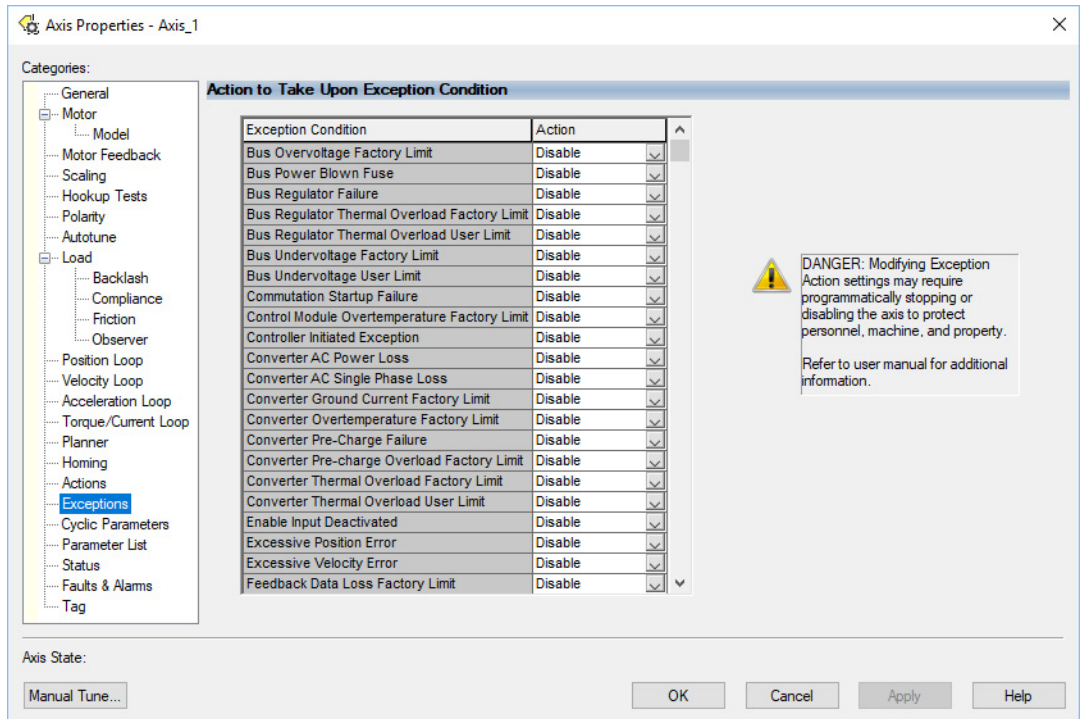 Axis Properties - Axis_1
Categories:
General
Motor
Model
Motor Feedback
Scaling
Hookup Tests
Polarity
Autotune
Load
Backlash
Compliance
Friction
Observer
Position Loop
Velocity Loop
Acceleration Loop
Torque/Current Loop
Planner
Homing
Actions
Exceptions
Cyclic Parameters
Parameter List
Status
Faults & Alarms
Tag
Action to Take Upon Exception Condition
Exception Condition Action
Bus Overvoltage Factory Limit Disable
Bus Power Blown Fuse Disable
Bus Regulator Failure Disable
Bus Regulator Thermal Overload Factory Limit Disable
Bus Regulator Thermal Overload User Limit Disable
Bus Undervoltage Factory Limit Disable
Bus Undervoltage User Limit Disable
Commutation Startup Failure Disable
Control Module Overtemperature Factory Limit Disable
Controller Initiated Exception Disable
Converter AC Power Loss Disable
Converter AC Single Phase Loss Disable
Converter Ground Current Factory Limit Disable
Converter Overtemperature Factory Limit Disable
Converter Pre-Charge Failure Disable
Converter Pre-charge Overload Factory Limit Disable
Converter Thermal Overload Factory Limit Disable
Converter Thermal Overload User Limit Disable
Enable Input Deactivated Disable
Excessive Position Error Disable
Excessive Velocity Error Disable
Feedback Data Loss Factory Limit Disable
DANGER: Modifying Exception
Action settings may require
programmatically stopping or
disabling the axis to protect
personnel, machine, and property.
Refer to user manual for additional
information.
Axis State:
Manual Tune... OK Cancel Apply Help